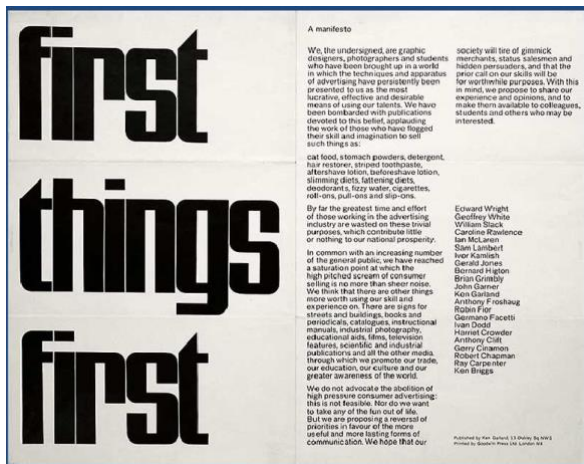 first
things
first
A manifesto
We, the undersigned, are graphic
designers, photographers and students
who have been brought up in a world
in which the techniques and apparatus
of advertising have persistently been
presented to us as the most
lucrative, effective and desirable
means of using our talents. We have
been bombarded with publications
devoted to this belief, applauding
the work of those who have flogged
their skill and imagination to sell
such things as:
cat food, stomach powders, detergent,
hair restorer, striped toothpaste,
aftershave lotion, beforeshave lotion,
slimming diets, fattening diets,
deodorants, fizzy water, cigarettes,
roll-ons, pull-ons and slip-ons.
By far the greatest time and effort
of those working in the advertising
industry are wasted on these trivial
purposes, which contribute little
or nothing to our national prosperity.
In common with an increasing number
of the general public, we have reached
a saturation point at which the
high pitched scream of consumer
selling is no more than sheer noise.
We think that there are other things
more worth using our skill and
experience on. There are signs for
streets and buildings, books and
periodicals, catalogues, instructional
manuals, industrial photography,
educational aids, films, television
features, scientific and industrial
publications and all the other media
through which we promote our trade,
our education, our culture and our
greater awareness of the world.
We do not advocate the abolition of
high pressure consumer advertising:
this is not feasible. Nor do we want
to take any of the fun out of life.
But we are proposing a reversal of
priorities in favour of the more
useful and more lasting forms of
communication. We hope that our
society will tire of gimmick
merchants, status salesmen and
hidden persuaders, and that the
prior call on our skills will be
for worthwhile purposes. With this
in mind, we propose to share our
experience and opinions, and to
make them available to colleagues,
students and others who may be
interested.
Edward Wright
Geoffrey White
William Slack
Caroline Rawlence
Ian McLaren
Sam Lambert
Ivor Kamlish
Gerald Jones
Bernard Higton
Brian Grimbly
John Garner
Ken Garland
Anthony Froshaug
Robin Fior
Germano Facetti
Ivan Dodd
Harriet Crowder
Anthony Clift
Gerry Cinamon
Robert Chapman
Ray Carpenter
Ken Briggs
Published by Ken Garland, 13 Oakley Sq NW1
Printed by Goodwin Press Ltd. London N4